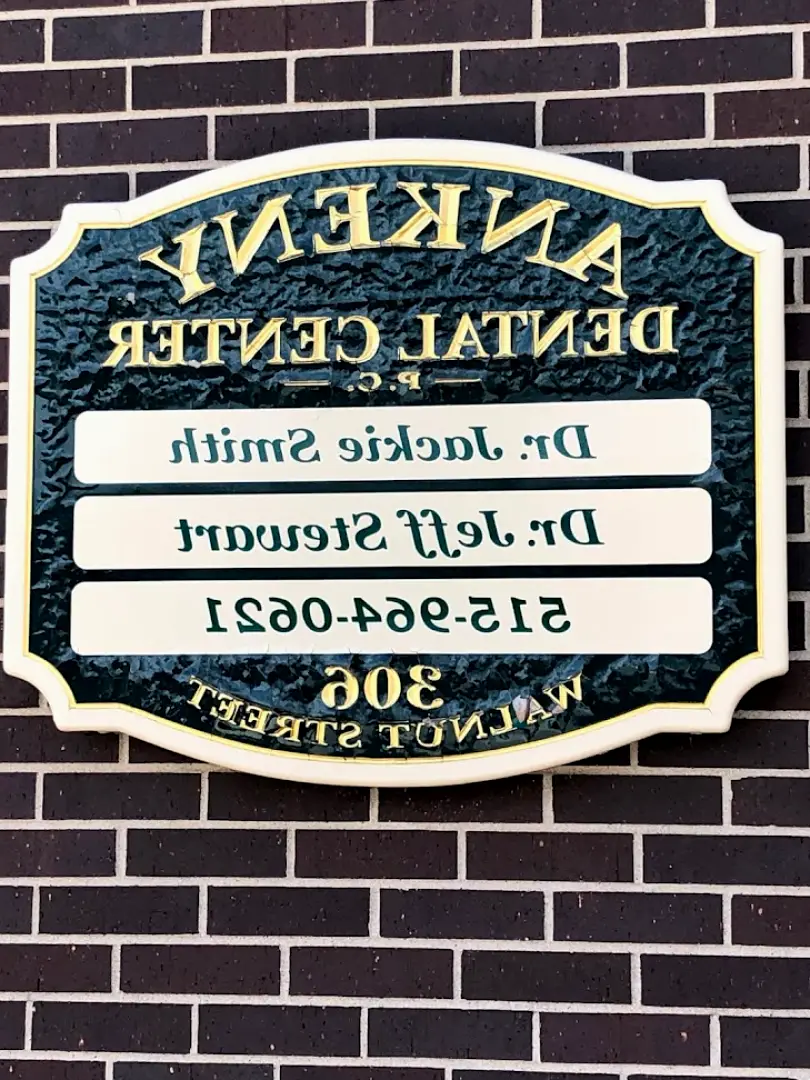 ANKENY
DENTAL CENTER
P.C.
Dr. Jackie Smith
Dr. Jeff Stewart
515-964-0621
306
WALNUT STREET